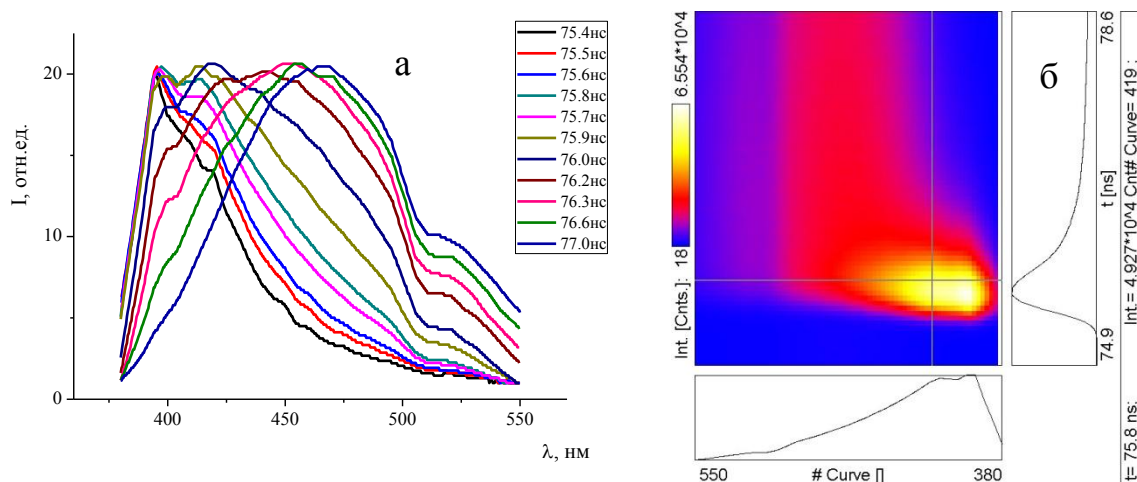 а
75.4нс
75.5нс
75.6нс
75.8нс
75.7нс
75.9нс
76.0нс
76.2нс
76.3нс
76.6нс
77.0нс
I, отн.ед.
20
10
0
400
450
500
550
λ, нм
б
Int. [Cnts.]: 18
6.554*10^4
78.6
t [ns]
74.9
550
# Curve []
380
t= 75.8 ns: Int.= 4.927*10^4 Cnt# Curve= 419 :